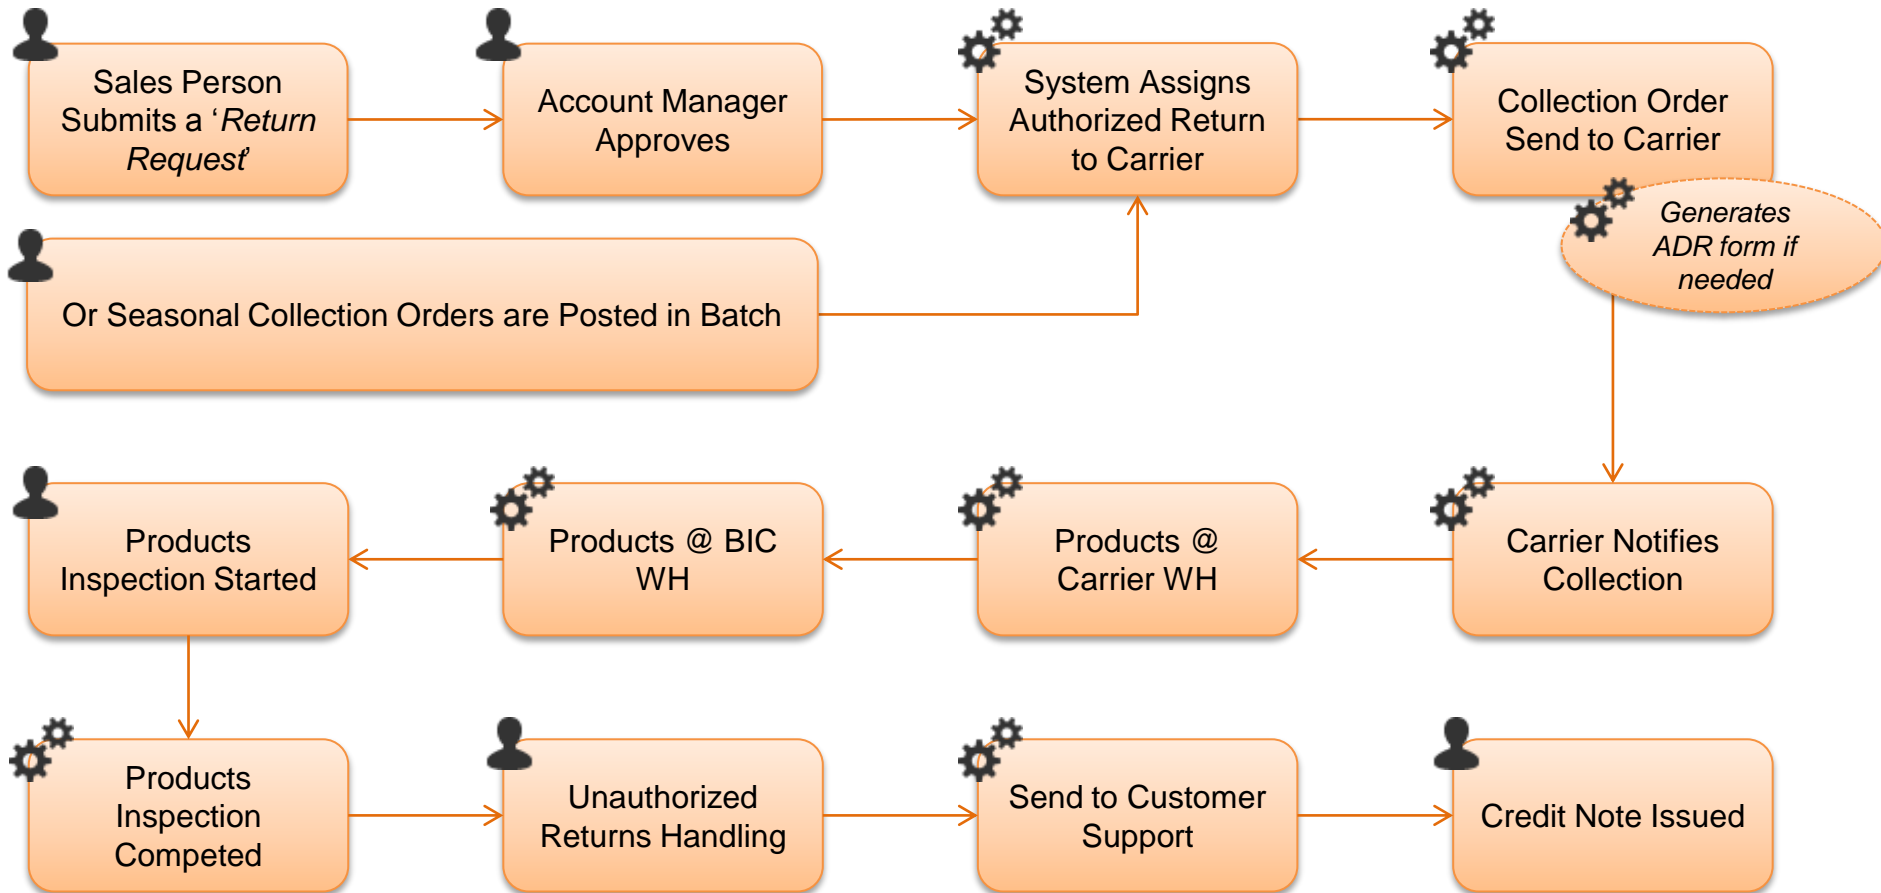 Sales Person
Submits a ‘Return
Request’
Account Manager
Approves
System Assigns
Authorized Return
to Carrier
Collection Order
Send to Carrier
Generates
ADR form if
needed
Or Seasonal Collection Orders are Posted in Batch
Products
Inspection Started
Products @ BIC
WH
Products @
Carrier WH
Carrier Notifies
Collection
Products
Inspection
Competed
Unauthorized
Returns Handling
Send to Customer
Support
Credit Note Issued